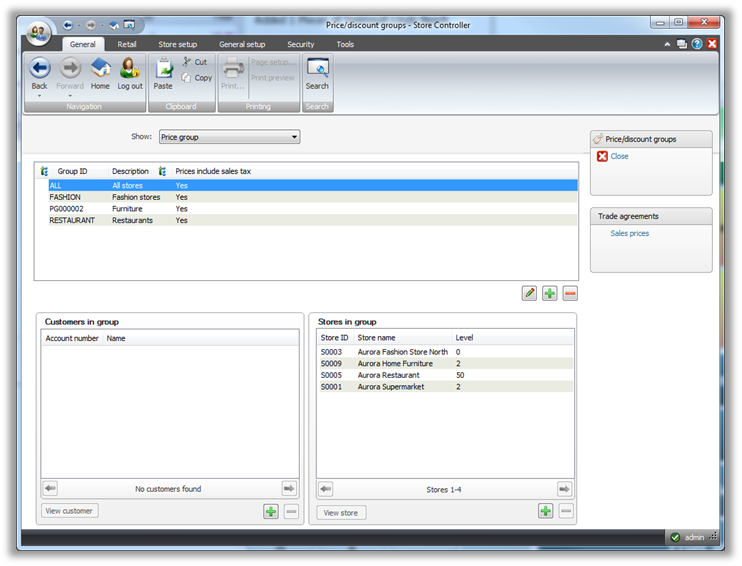 Price/discount groups - Store Controller
General Retail Store setup General setup Security Tools
Back Forward Home Log out Paste Cut Copy Print... Page setup... Print preview Search
Navigation Clipboard Printing Search
Show: Price group
Group ID Description Prices include sales tax
ALL All stores Yes
FASHION Fashion stores Yes
PG000002 Furniture Yes
RESTAURANT Restaurants Yes
Price/discount groups
Close
Trade agreements
Sales prices
Customers in group
Account number Name
No customers found
View customer
Stores in group
Store ID Store name Level
S0003 Aurora Fashion Store North 0
S0009 Aurora Home Furniture 2
S0005 Aurora Restaurant 50
S0001 Aurora Supermarket 2
Stores 1-4
View store
admin